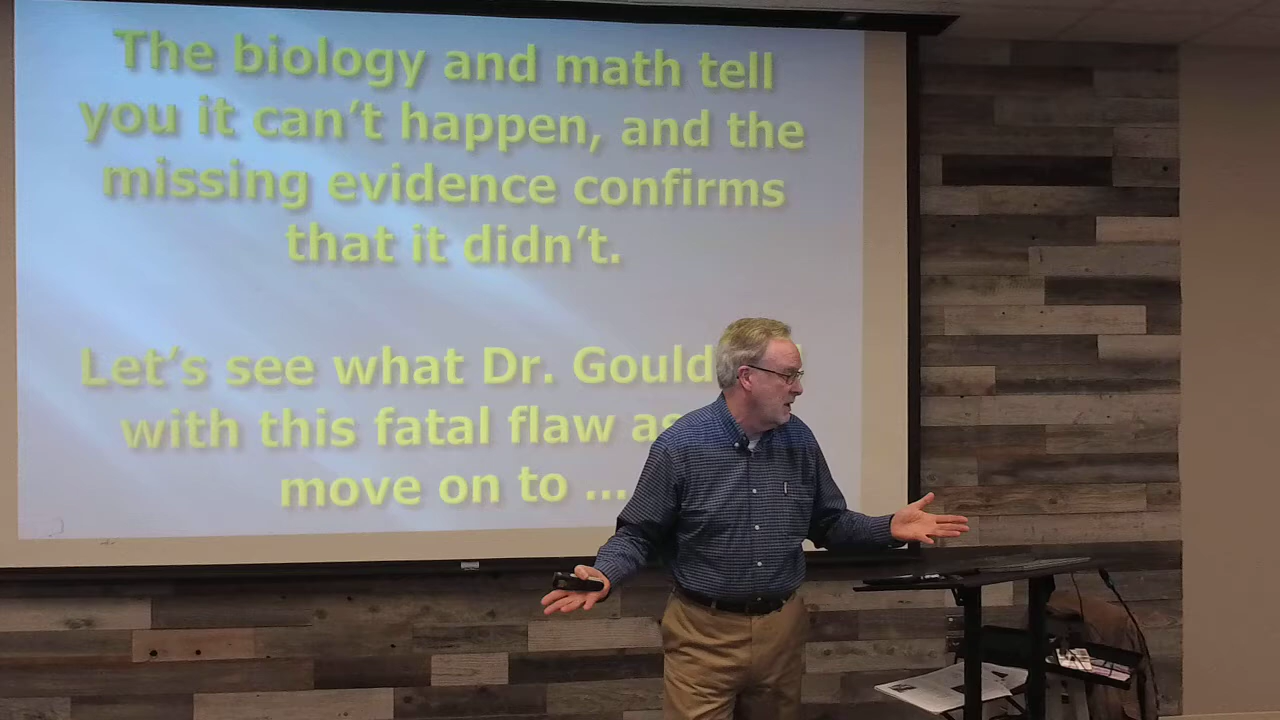 The biology and math tell
you it can't happen, and the
missing evidence confirms
that it didn't.
Let's see what Dr. Gould
with this fatal flaw as
move on to ...